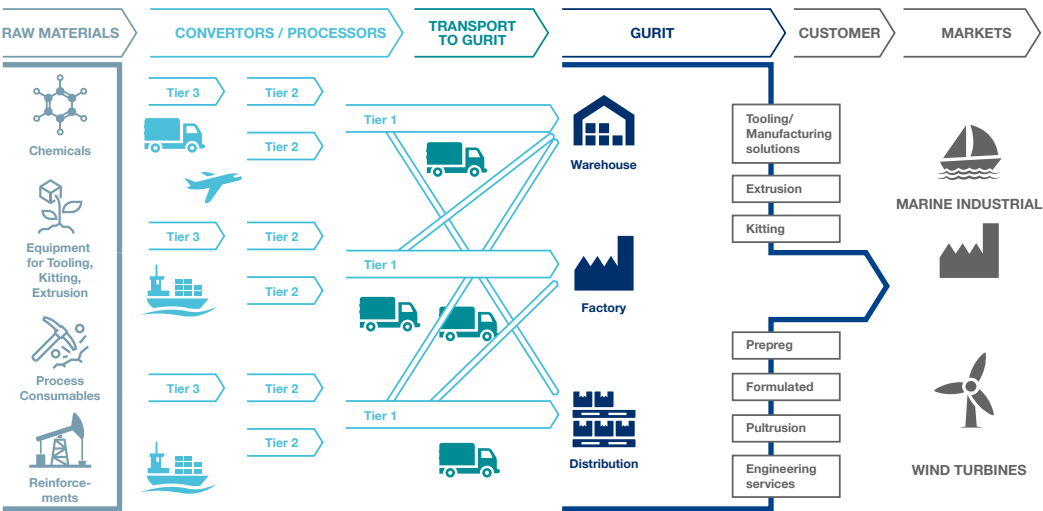 RAW MATERIALS
CONVERTORS / PROCESSORS
TRANSPORT
TO GURIT
GURIT
CUSTOMER
MARKETS
Chemicals
Equipment
for Tooling,
Kitting,
Extrusion
Process
Consumables
Reinforce-
ments
Tier 3
Tier 2
Tier 2
Tier 1
Tier 3
Tier 2
Tier 2
Tier 1
Tier 3
Tier 2
Tier 2
Tier 1
Warehouse
Factory
Distribution
Tooling/
Manufacturing
solutions
Extrusion
Kitting
Prepreg
Formulated
Pultrusion
Engineering
services
MARINE INDUSTRIAL
WIND TURBINES